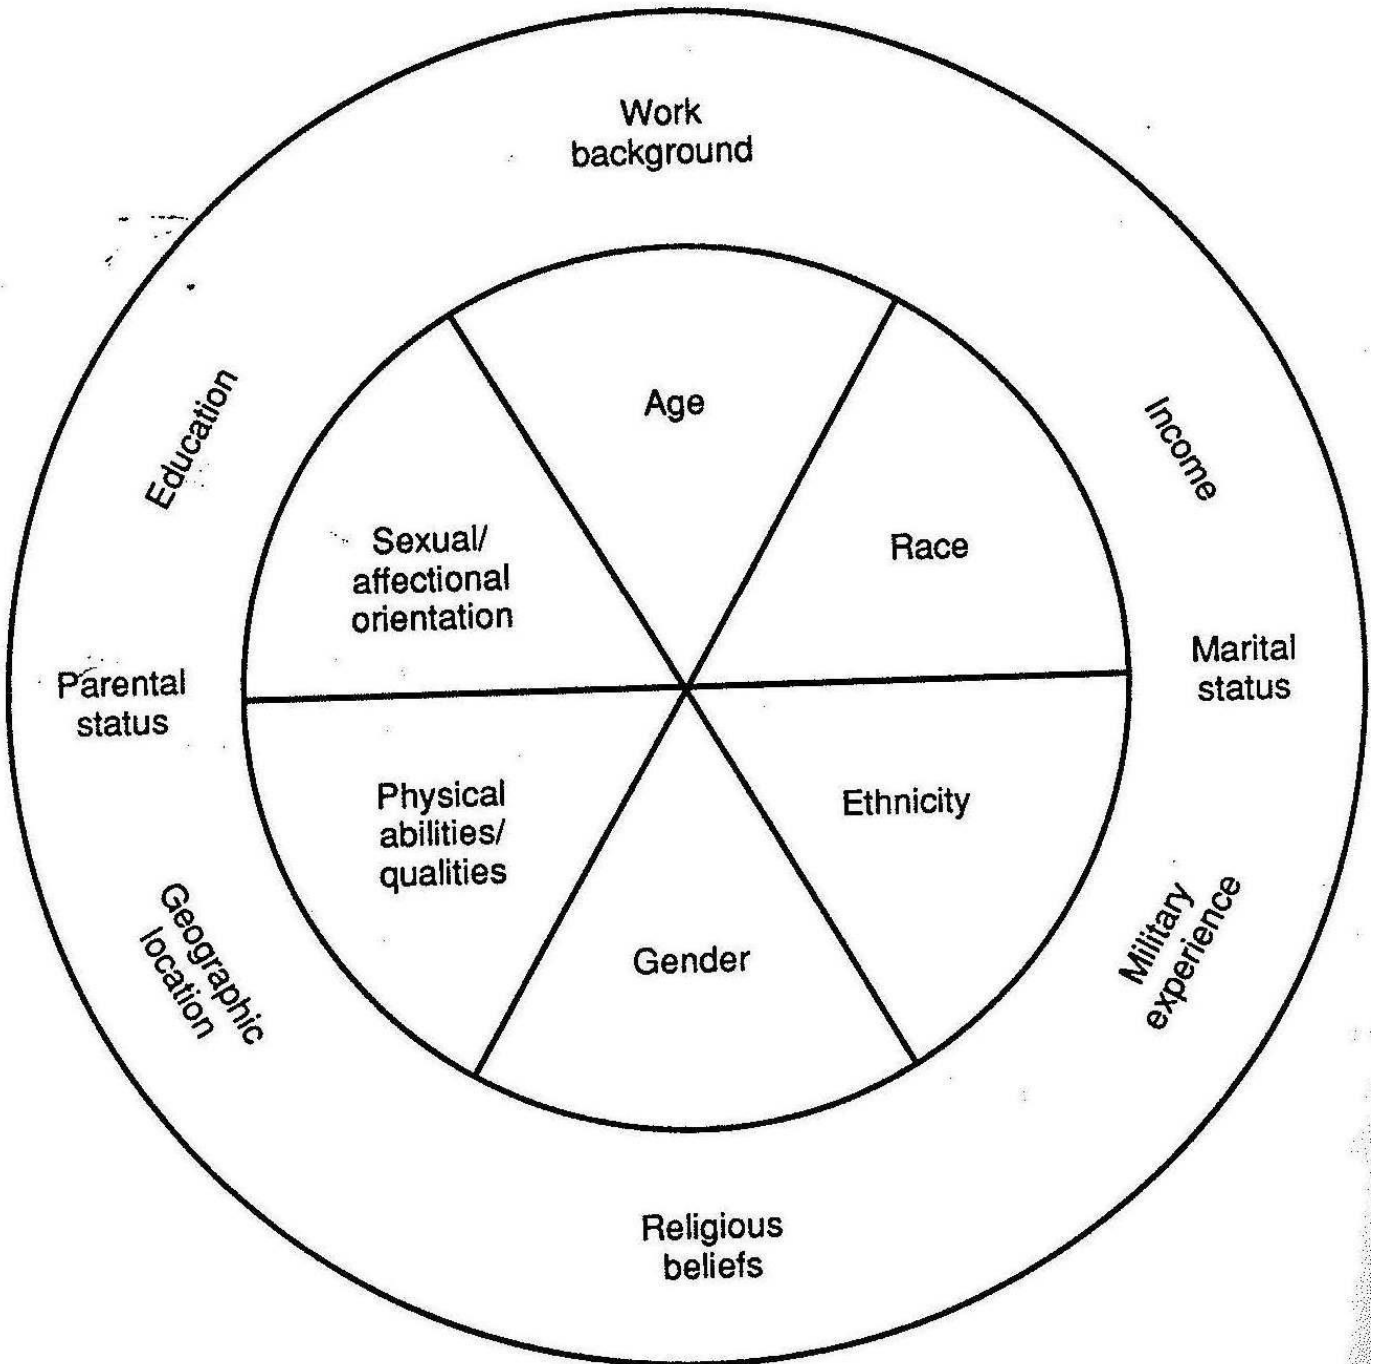 Work
background
Income
Marital
status
Military
experience
Religious
beliefs
Geographic
location
Parental
status
Education
Age
Race
Ethnicity
Gender
Physical
abilities/
qualities
Sexual/
affectional
orientation